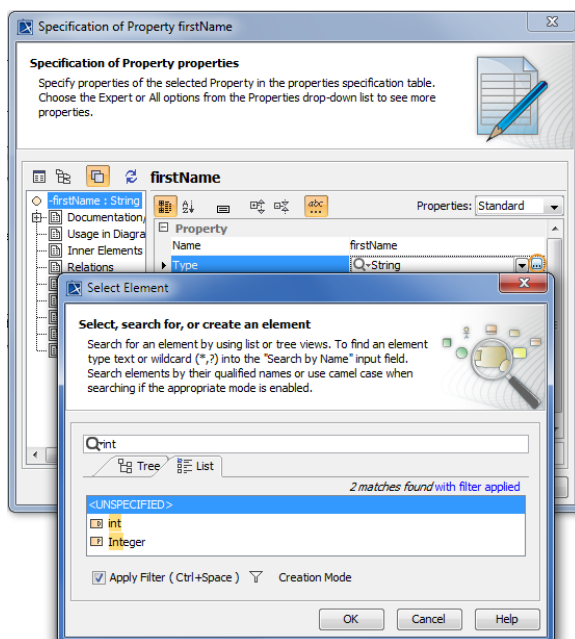 Specification of Property firstName
Specification of Property properties
Specify properties of the selected Property in the properties specification table.
Choose the Expert or All options from the Properties drop-down list to see more
properties.
firstName
-firstName : String
Documentation/
Usage in Diagra
Inner Elements
Relations
abc
...
Properties: Standard
Property
Name firstName
Type String
...
Select Element
Select, search for, or create an element
Search for an element by using list or tree views. To find an element
type text or wildcard (*,?) into the "Search by Name" input field.
Search elements by their qualified names or use camel case when
searching if the appropriate mode is enabled.
int
Tree List
2 matches found with filter applied
<UNSPECIFIED>
D int
P Integer
Apply Filter ( Ctrl+Space ) Creation Mode
OK Cancel Help